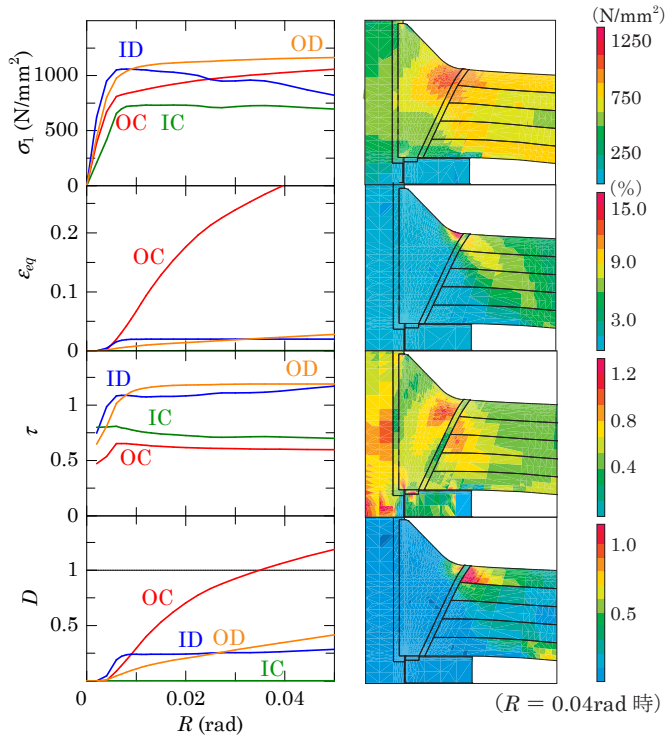 (N/mm²)
1500
1000
500
0
σ₁ (N/mm²)
ID
OD
OC
IC
1250
750
250
(%)
0.2
0.1
0
ε_eq
OC
15.0
9.0
3.0
1
0.5
0
τ
ID
OD
IC
OC
1.2
0.8
0.4
1
0.5
0
D
OC
ID
OD
IC
1.0
0.5
0
0.02
0.04
R (rad)
(R = 0.04rad 時)